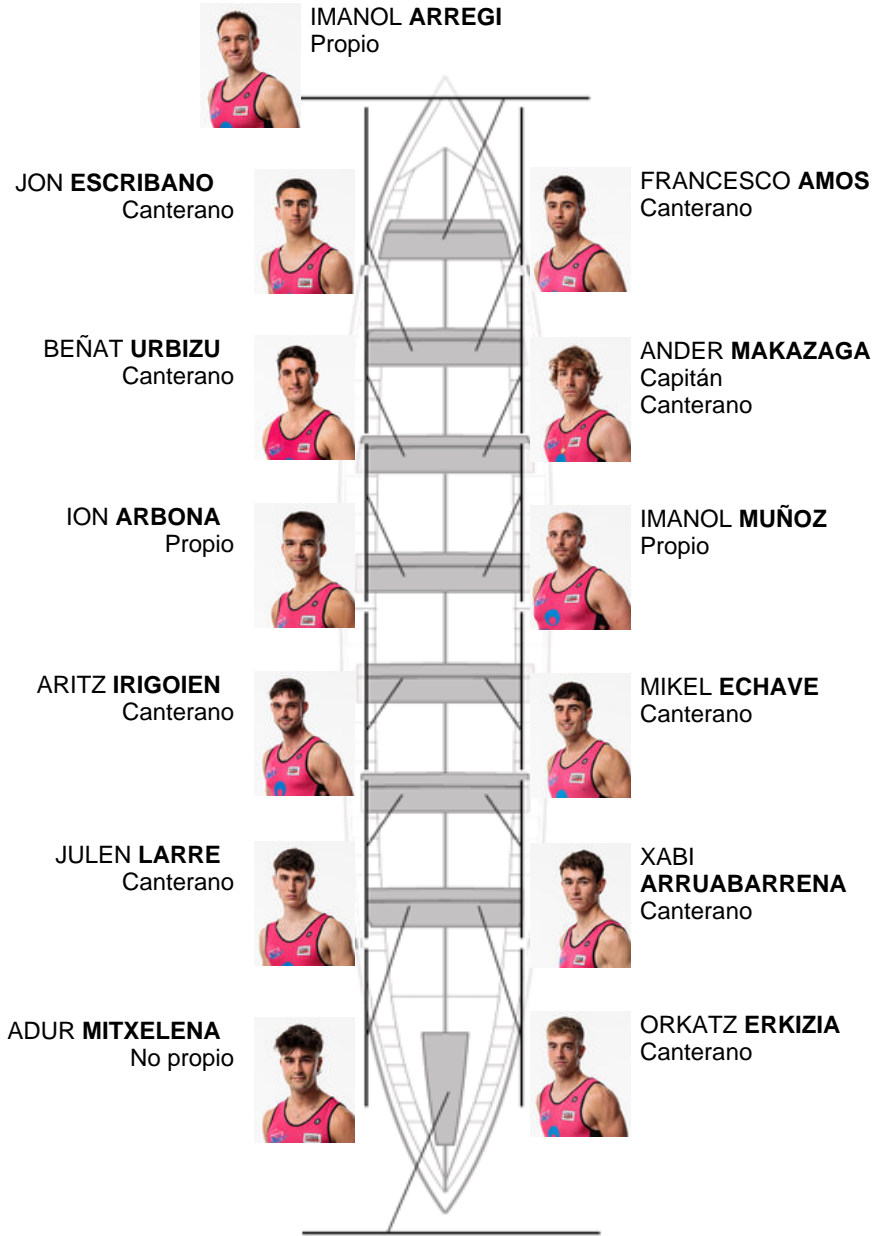 IMANOL ARREGI
Propio
JON ESCRIBANO
Canterano
FRANCESCO AMOS
Canterano
BEÑAT URBIZU
Canterano
ANDER MAKAZAGA
Capitán
Canterano
ION ARBONA
Propio
IMANOL MUÑOZ
Propio
ARITZ IRIGOIEN
Canterano
MIKEL ECHAVE
Canterano
JULEN LARRE
Canterano
XABI
ARRUABARRENA
Canterano
ADUR MITXELENA
No propio
ORKATZ ERKIZIA
Canterano